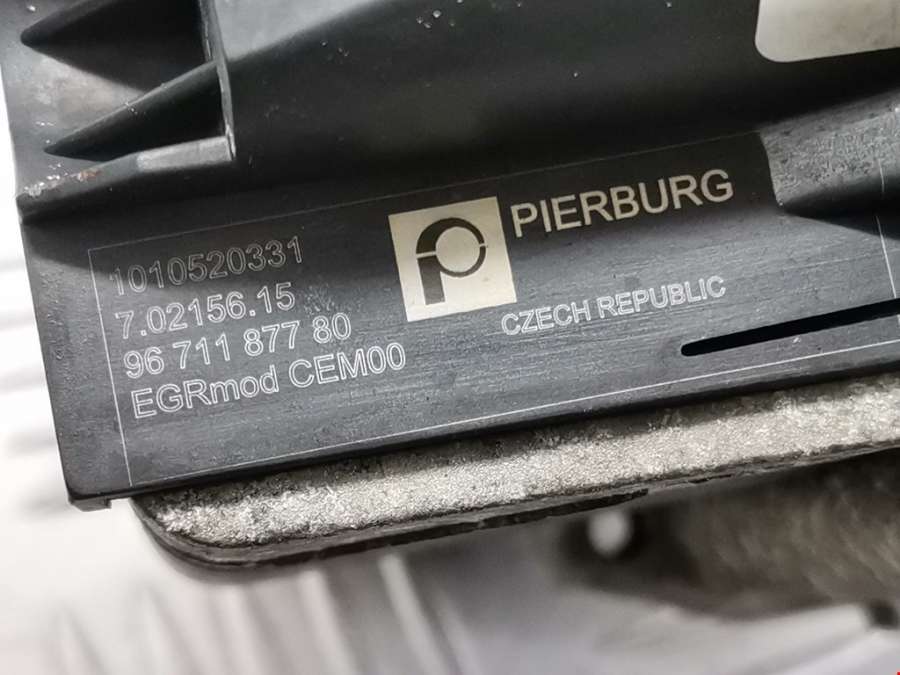 1010520331
7.02156.15
96 711 877 80
EGRmod CEM00
PIERBURG
CZECH REPUBLIC